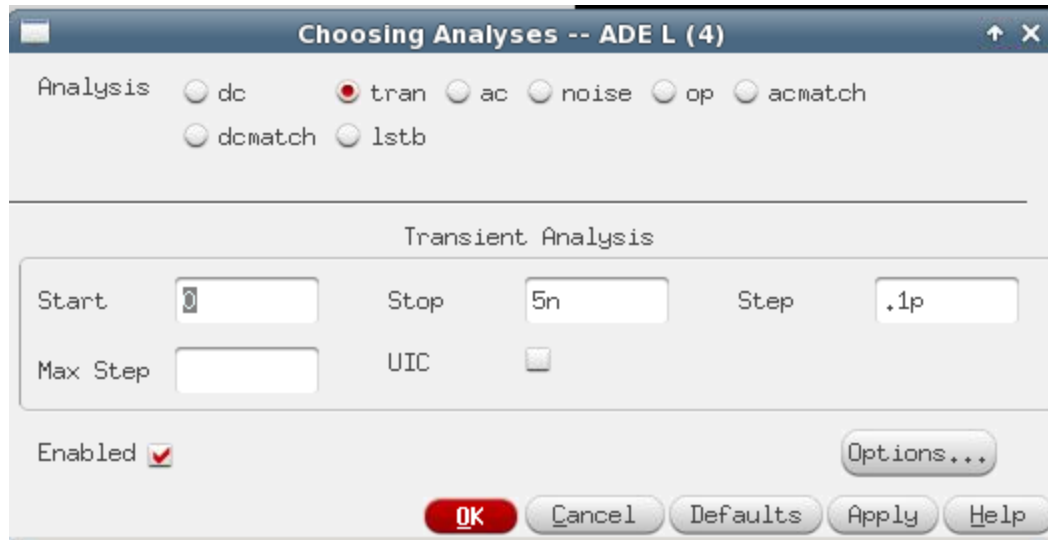 Choosing Analyses -- ADE L (4)
Analysis dc tran ac noise op acmatch
dcmatch lstb
Transient Analysis
Start 0 Stop 5n Step .1p
Max Step UIC
Enabled Options...
OK Cancel Defaults Apply Help